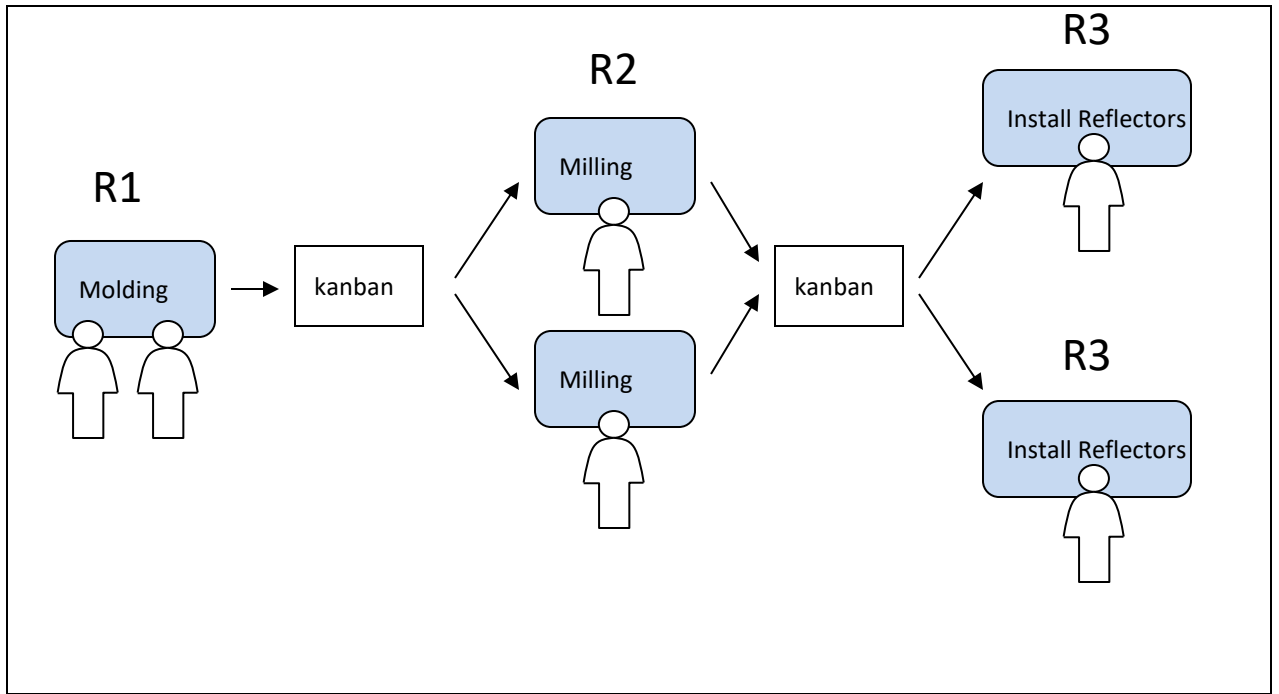 R1
Molding
kanban
R2
Milling
Milling
kanban
R3
Install Reflectors
R3
Install Reflectors